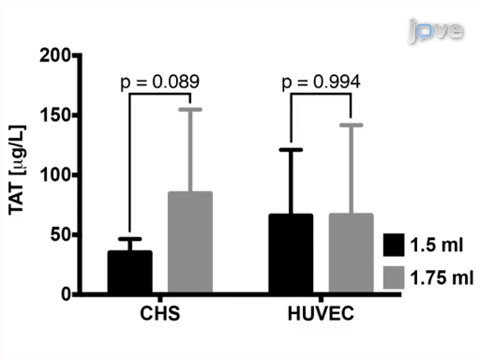 jove
200
p = 0.089
p = 0.994
150
TAT [µg/L]
100
50
1.5 ml
1.75 ml
0
CHS
HUVEC